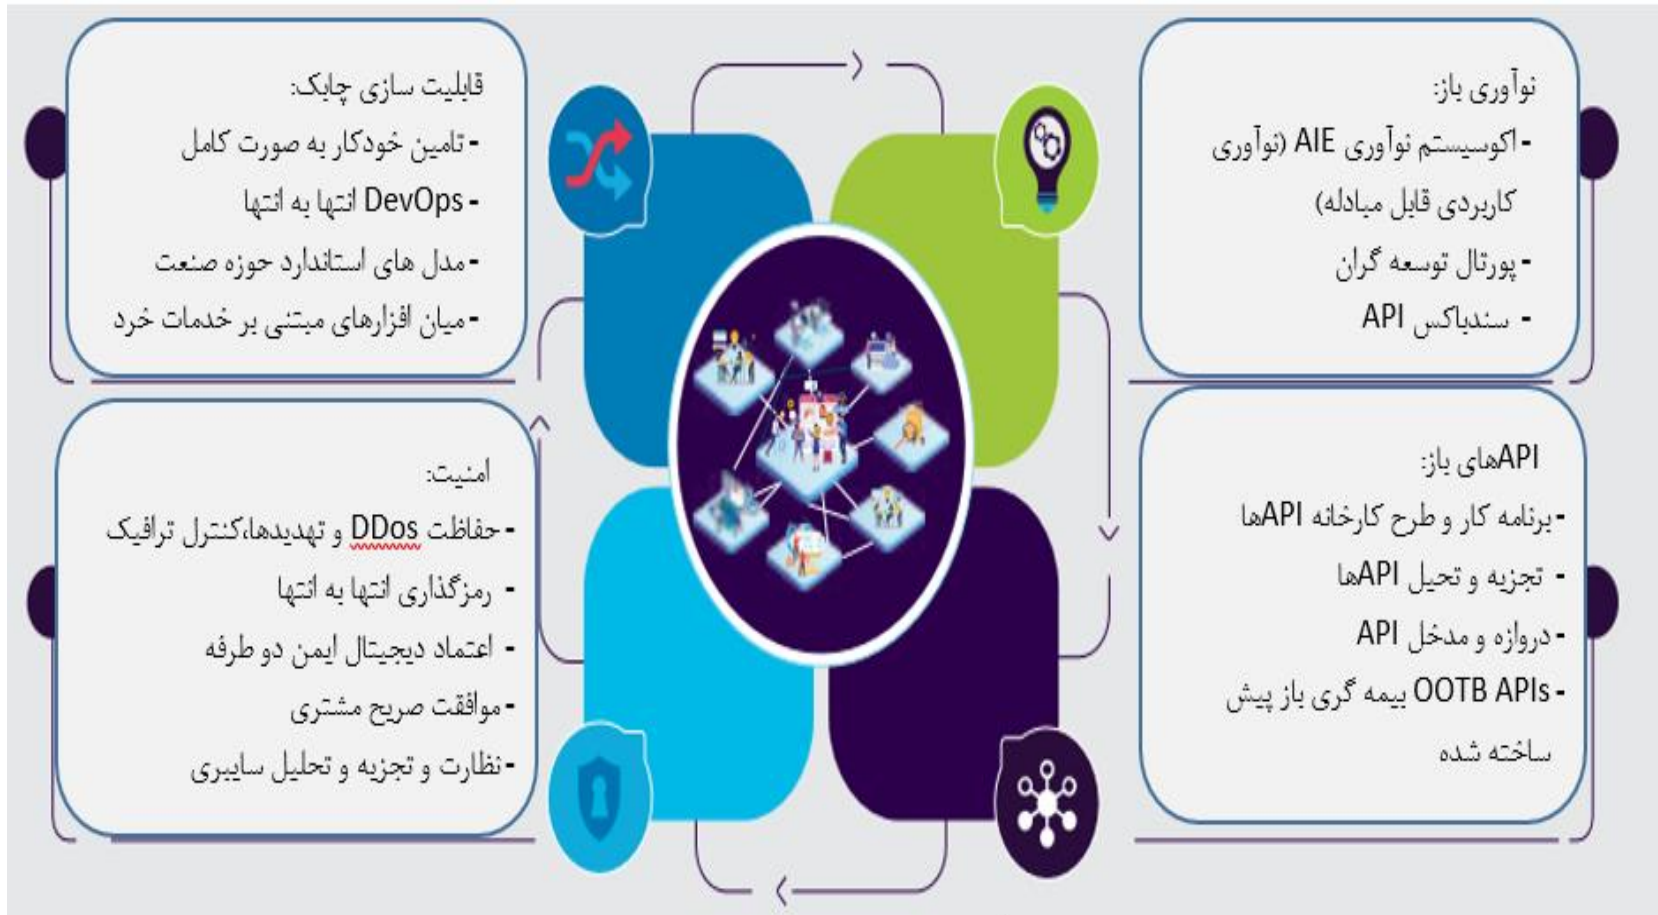 نوآوری باز:
-اکوسیستم نوآوری AIE (نوآوری
کاربردی قابل مبادله)
-پورتال توسعه گران
- سندباکس API
APIهای باز:
-برنامه کار و طرح کارخانه APIها
- تجزیه و تحیل APIها
-دروازه و مدخل API
-OOTB APIs بیمه گری باز پیش
ساخته شده
قابلیت سازی چابک:
-تامین خودکار به صورت کامل
-DevOps انتها به انتها
-مدل های استاندارد حوزه صنعت
-میان افزارهای مبتنی بر خدمات خرد
امنیت:
-حفاظت DDos و تهدیدها،کنترل ترافیک
- رمزگذاری انتها به انتها
- اعتماد دیجیتال ایمن دو طرفه
-موافقت صریح مشتری
-نظارت و تجزیه و تحلیل سایبری